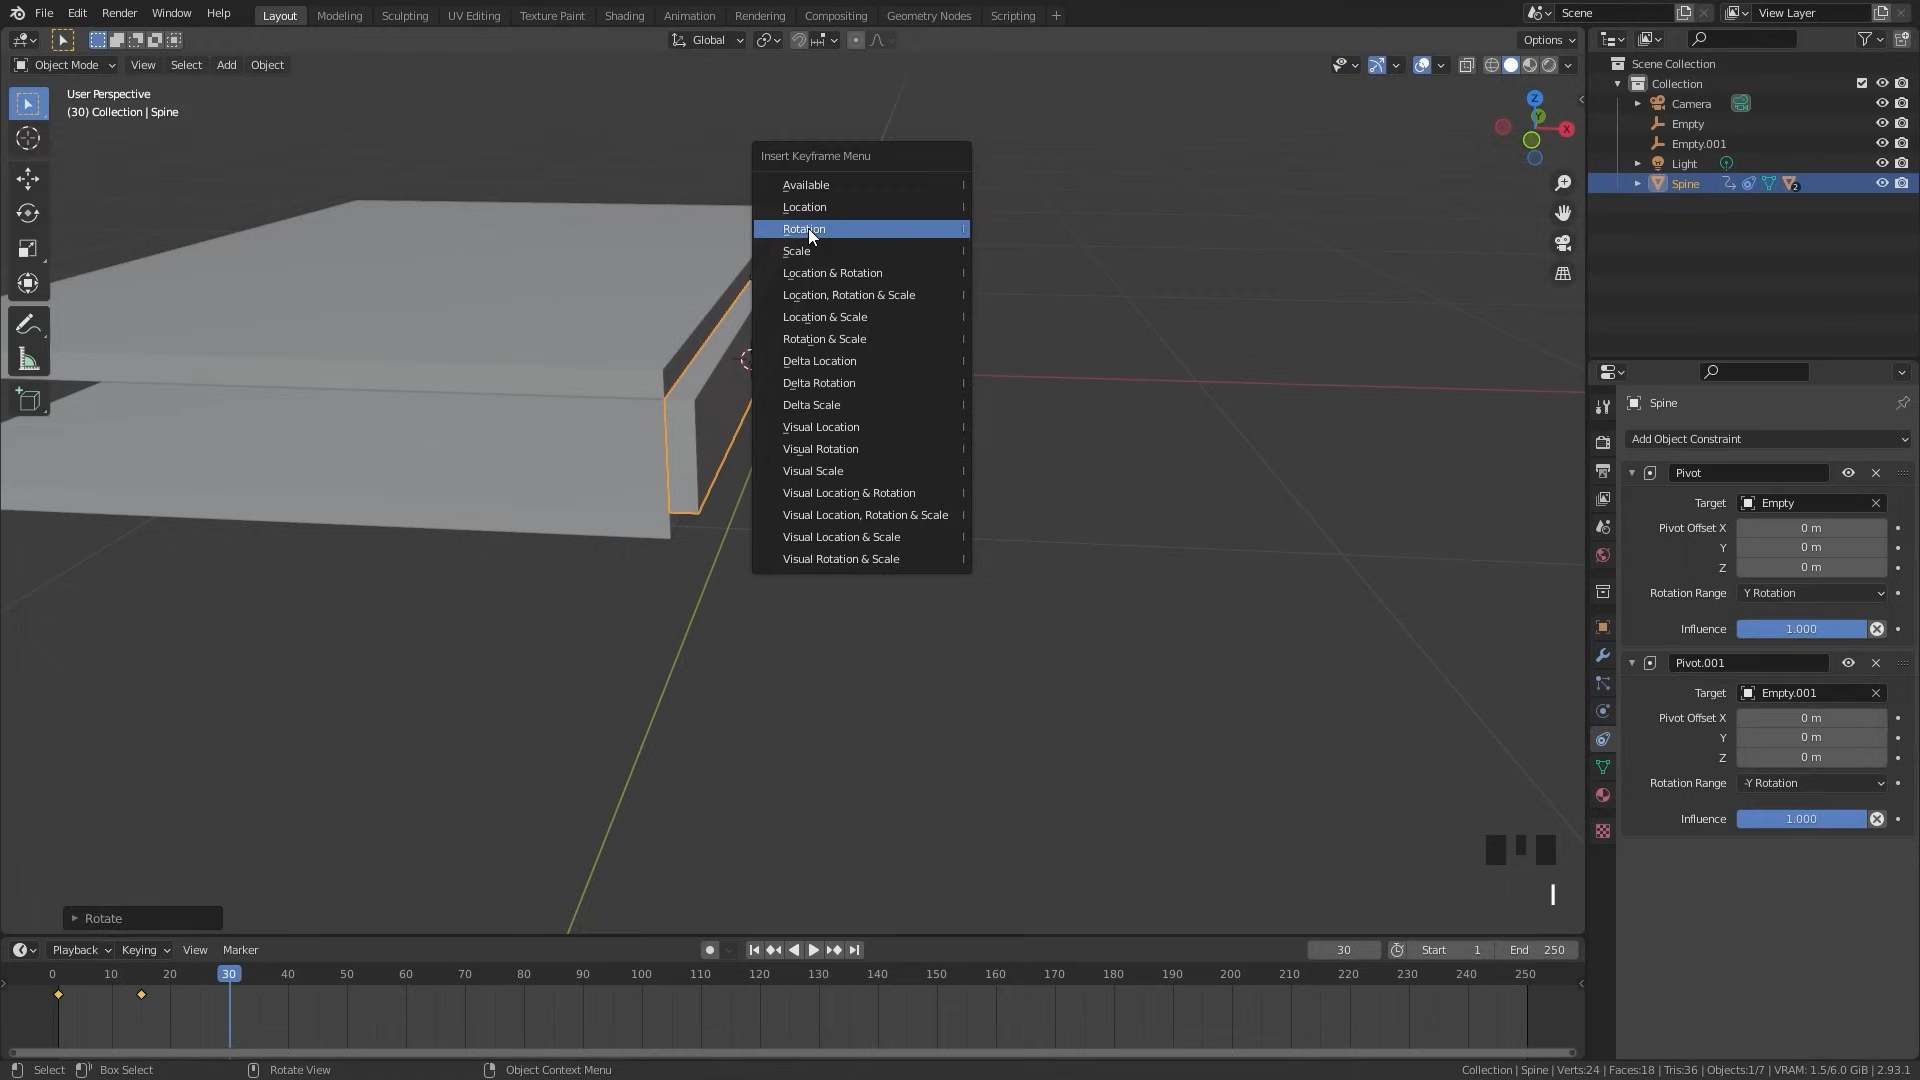 File Edit Render Window Help Layout Modeling Sculpting UV Editing Texture Paint Shading Animation Rendering Compositing Geometry Nodes Scripting + Scene View Layer
Global Options
Object Mode View Select Add Object
User Perspective
(30) Collection | Spine
Z
Y
X
Insert Keyframe Menu
Available I
Location I
Rotation I
Scale I
Location & Rotation I
Location, Rotation & Scale I
Location & Scale I
Rotation & Scale I
Delta Location I
Delta Rotation I
Delta Scale I
Visual Location I
Visual Rotation I
Visual Scale I
Visual Location & Rotation I
Visual Location, Rotation & Scale I
Visual Location & Scale I
Visual Rotation & Scale I
I
Rotate
Scene Collection
Collection
Camera
Empty
Empty.001
Light
Spine 2
Spine
Add Object Constraint
Pivot
Target Empty
Pivot Offset X 0 m
Y 0 m
Z 0 m
Rotation Range Y Rotation
Influence 1.000
Pivot.001
Target Empty.001
Pivot Offset X 0 m
Y 0 m
Z 0 m
Rotation Range -Y Rotation
Influence 1.000
Playback Keying View Marker 30 Start 1 End 250
0 10 20 30 40 50 60 70 80 90 100 110 120 130 140 150 160 170 180 190 200 210 220 230 240 250
Select Box Select Rotate View Object Context Menu Collection | Spine | Verts:24 | Faces:18 | Tris:36 | Objects:1/7 | VRAM: 1.5/6.0 GiB | 2.93.1